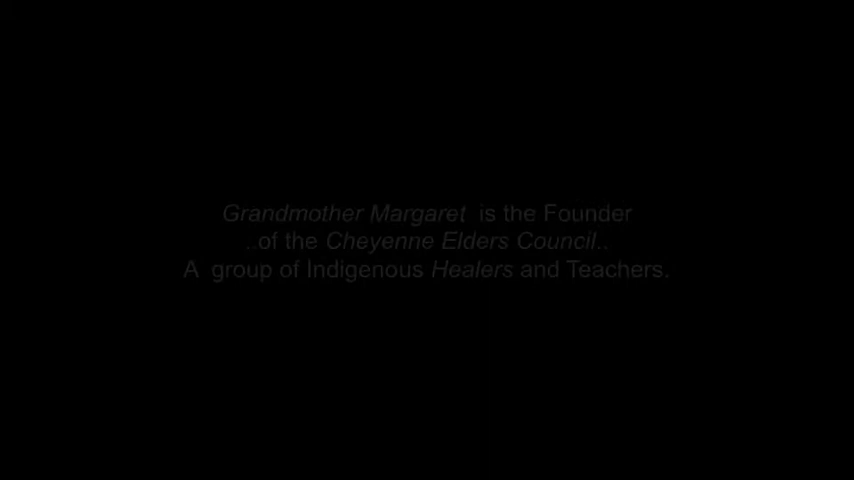 Grandmother Margaret is the Founder
..of the Cheyenne Elders Council..
A group of Indigenous Healers and Teachers.